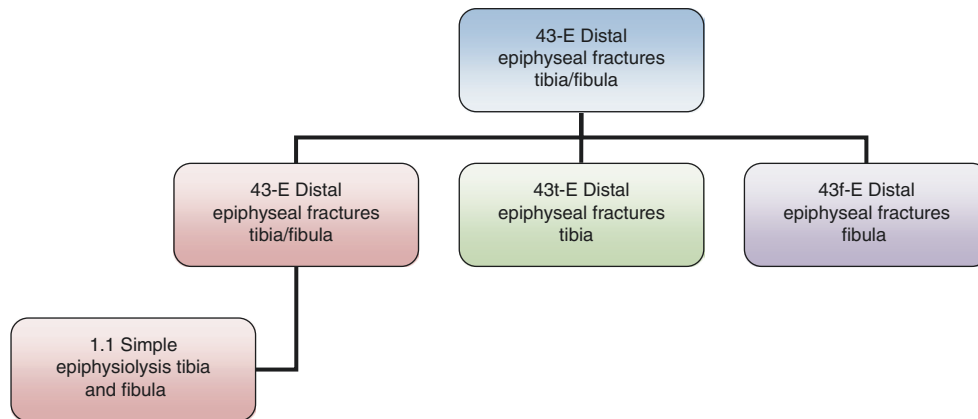 43-E Distal
epiphyseal fractures
tibia/fibula
43-E Distal
epiphyseal fractures
tibia/fibula
43t-E Distal
epiphyseal fractures
tibia
43f-E Distal
epiphyseal fractures
fibula
1.1 Simple
epiphysiolysis tibia
and fibula